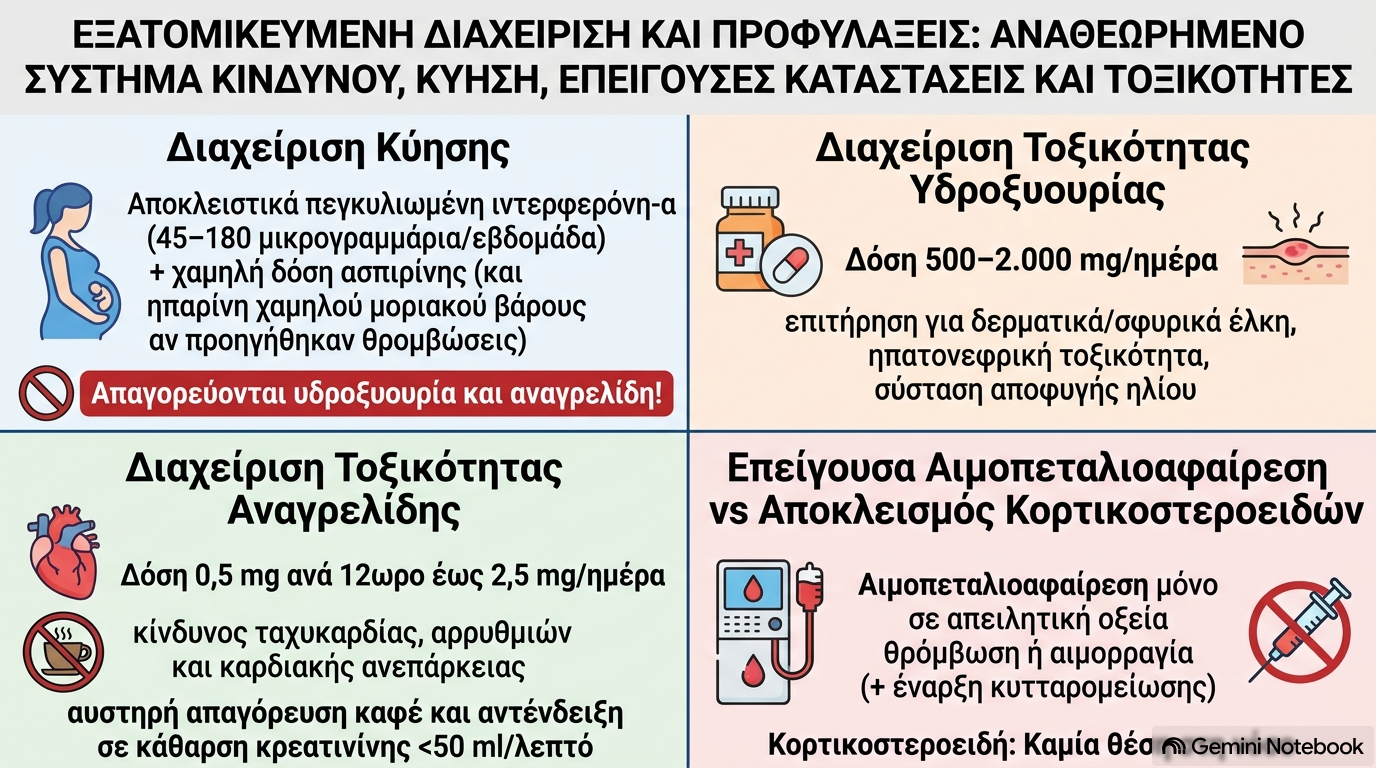 ΕΞΑΤΟΜΙΚΕΥΜΕΝΗ ΔΙΑΧΕΙΡΙΣΗ ΚΑΙ ΠΡΟΦΥΛΑΞΕΙΣ: ΑΝΑΘΕΩΡΗΜΕΝΟ
ΣΥΣΤΗΜΑ ΚΙΝΔΥΝΟΥ, ΚΥΗΣΗ, ΕΠΕΙΓΟΥΣΕΣ ΚΑΤΑΣΤΑΣΕΙΣ ΚΑΙ ΤΟΞΙΚΟΤΗΤΕΣ
Διαχείριση Κύησης
Αποκλειστικά πεγκυλιωμένη ιντερφερόνη-α
(45–180 μικρογραμμάρια/εβδομάδα)
+ χαμηλή δόση ασπιρίνης (και
ηπαρίνη χαμηλού μοριακού βάρους
αν προηγήθηκαν θρομβώσεις)
Απαγορεύονται υδροξυουρία και αναγρελίδη!
Διαχείριση Τοξικότητας
Υδροξυουρίας
Δόση 500–2.000 mg/ημέρα
επιτήρηση για δερματικά/σφυρικά έλκη,
ηπατονεφρική τοξικότητα,
σύσταση αποφυγής ηλίου
Διαχείριση Τοξικότητας
Αναγρελίδης
Δόση 0,5 mg ανά 12ωρο έως 2,5 mg/ημέρα
κίνδυνος ταχυκαρδίας, αρρυθμιών
και καρδιακής ανεπάρκειας
αυστηρή απαγόρευση καφέ και αντένδειξη
σε κάθαρση κρεατινίνης <50 ml/λεπτό
Επείγουσα Αιμοπεταλιοαφαίρεση
vs Αποκλεισμός Κορτικοστεροειδών
Αιμοπεταλιοαφαίρεση μόνο
σε απειλητική οξεία
θρόμβωση ή αιμορραγία
(+ έναρξη κυτταρομείωσης)
Κορτικοστεροειδή: Καμία
Gemini Notebook